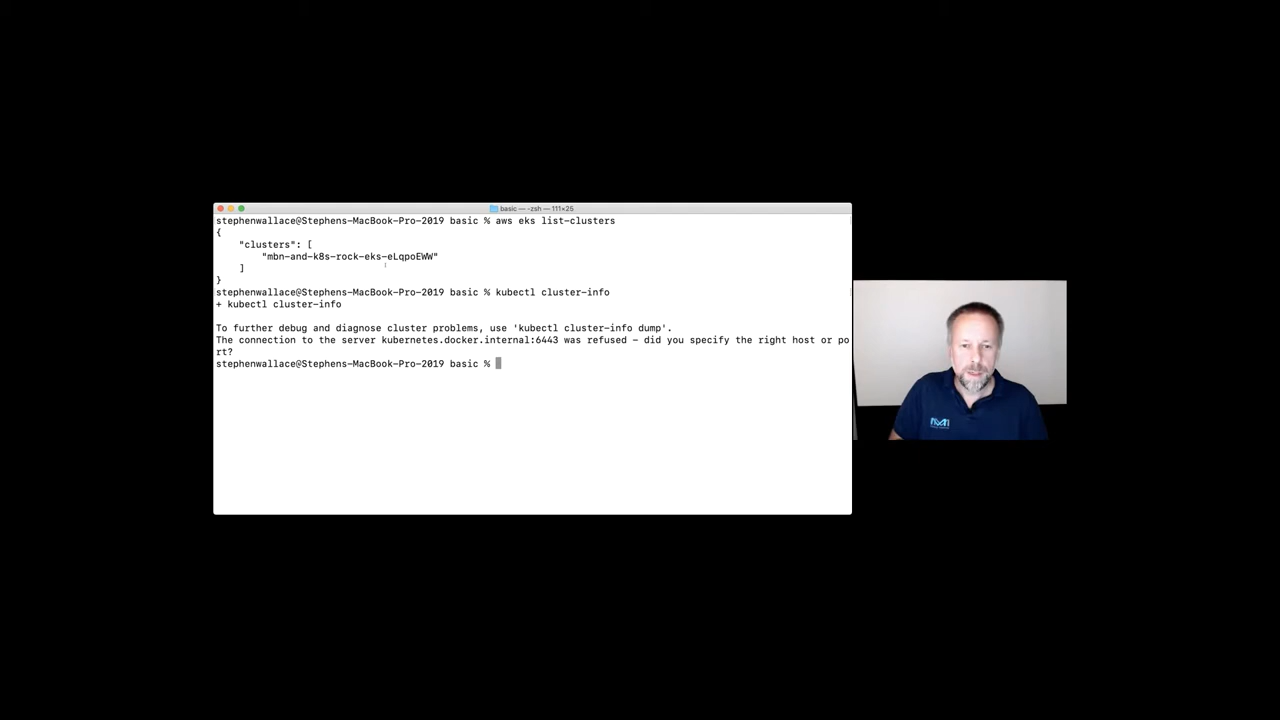 basic — -zsh — 111×25
stephenwallace@Stephens-MacBook-Pro-2019 basic % aws eks list-clusters
{
    "clusters": [
        "mbn-and-k8s-rock-eks-eLqpoEWW"
    ]
}
stephenwallace@Stephens-MacBook-Pro-2019 basic % kubectl cluster-info
+ kubectl cluster-info

To further debug and diagnose cluster problems, use 'kubectl cluster-info dump'.
The connection to the server kubernetes.docker.internal:6443 was refused - did you specify the right host or po
rt?
stephenwallace@Stephens-MacBook-Pro-2019 basic %